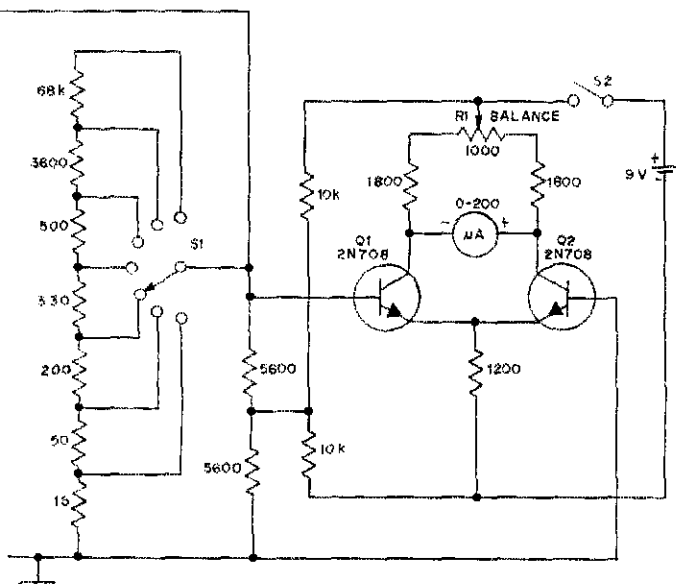 68k
3600
500
330
200
50
15
S1
5600
5600
10k
10k
R1 BALANCE
1000
1800
1800
0-200
- +
μA
Q1
2N708
Q2
2N708
1200
S2
9V
+
-